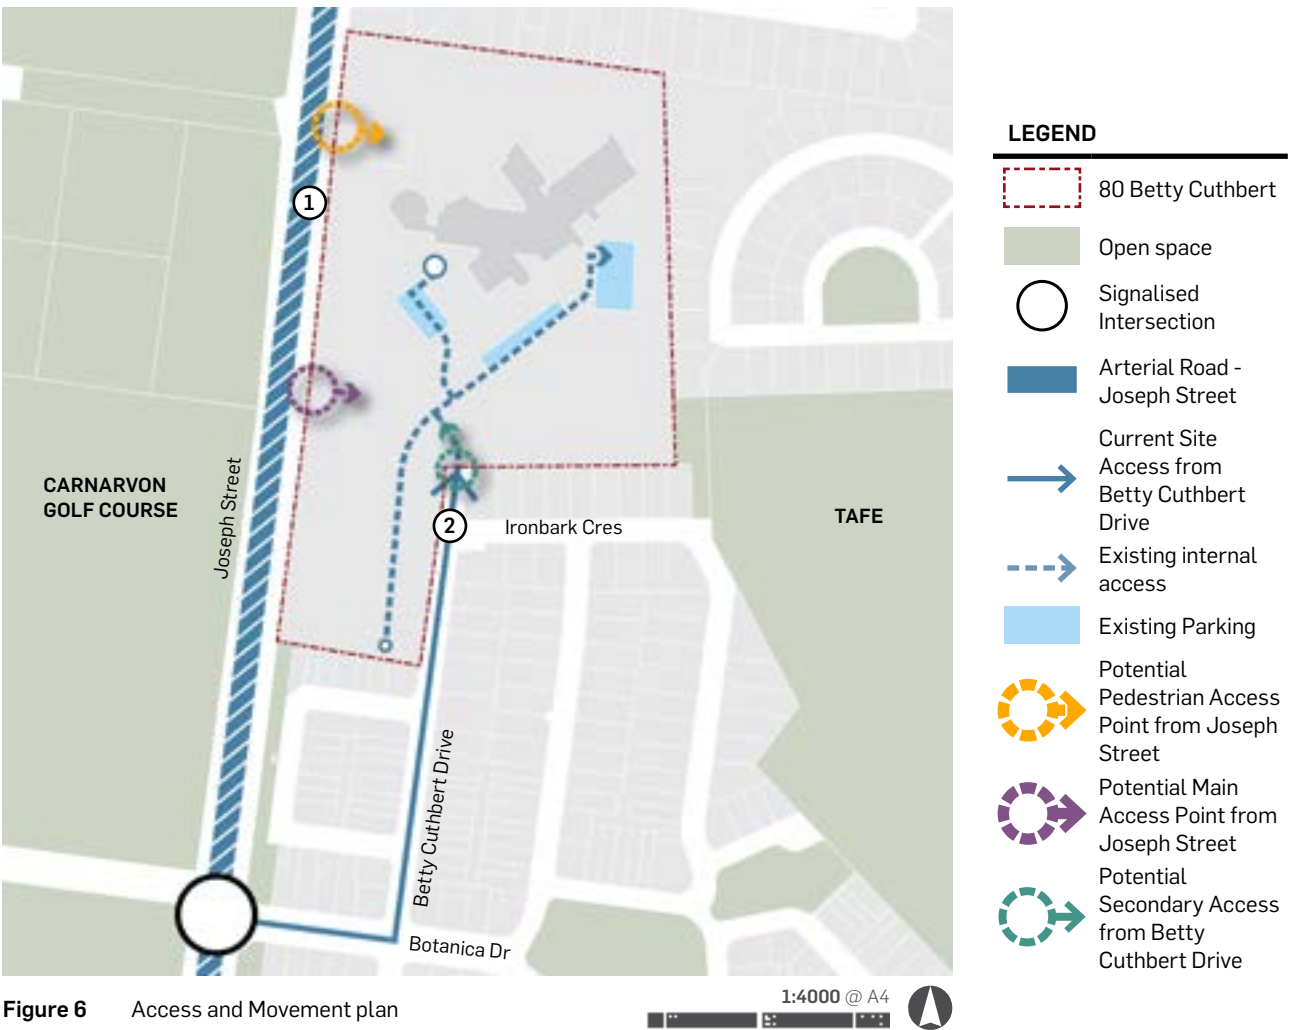 1
2
CARNARVON
GOLF COURSE
Joseph Street
Ironbark Cres
TAFE
Betty Cuthbert Drive
Botanica Dr
LEGEND
80 Betty Cuthbert
Open space
Signalised
Intersection
Arterial Road -
Joseph Street
Current Site
Access from
Betty Cuthbert
Drive
Existing internal
access
Existing Parking
Potential
Pedestrian Access
Point from Joseph
Street
Potential Main
Access Point from
Joseph Street
Potential
Secondary Access
from Betty
Cuthbert Drive
Figure 6 Access and Movement plan
1:4000 @ A4